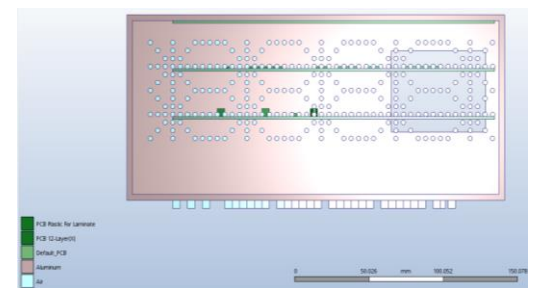 0 50.026 mm 100.052 150.078
PCB Plastic for Laminate
PCB 12-Layer(X)
Default_PCB
Aluminum
Air